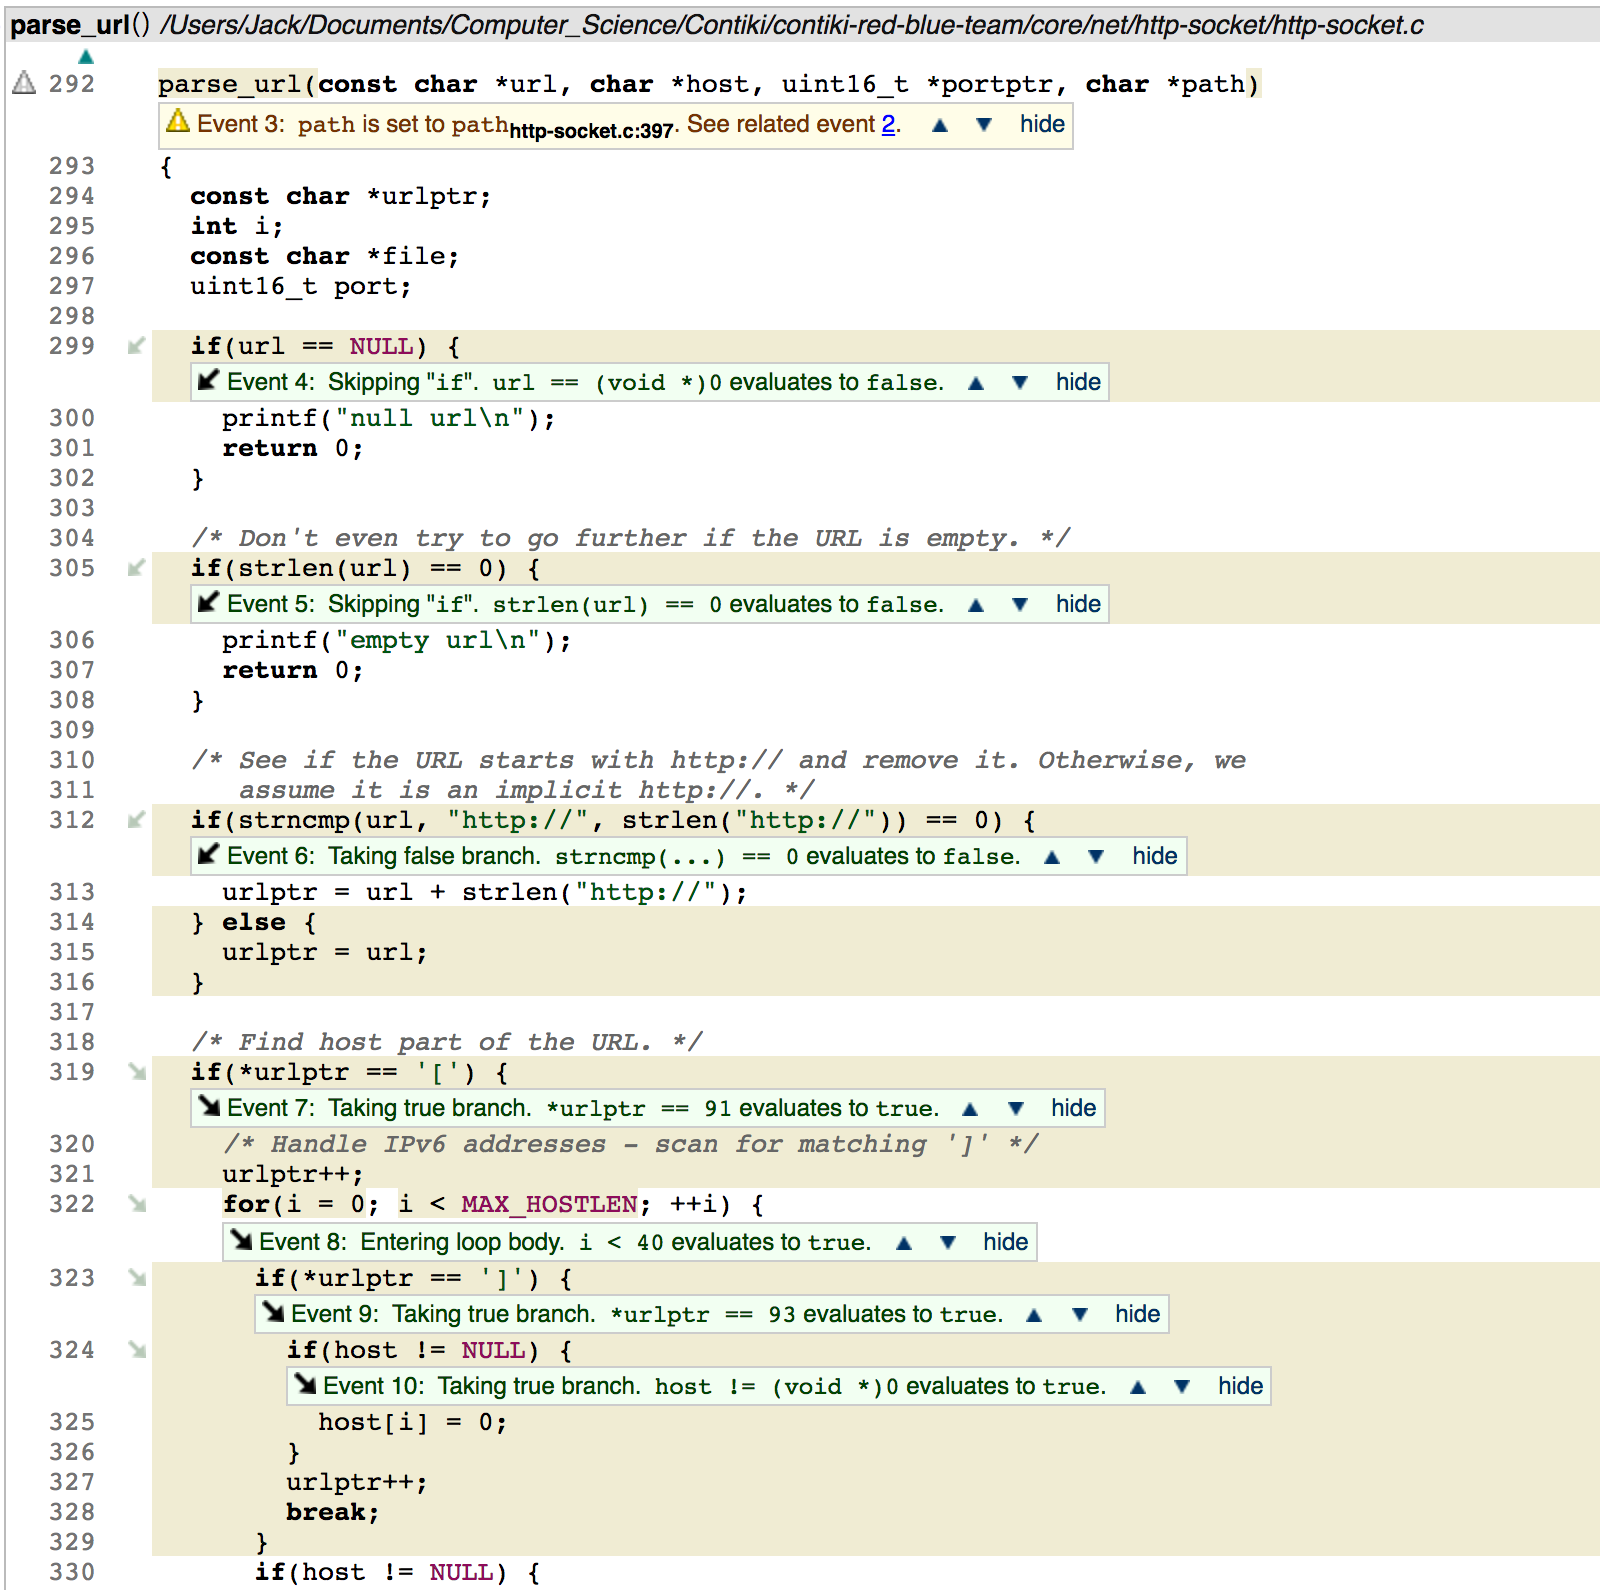 parse_url() /Users/Jack/Documents/Computer_Science/Contiki/contiki-red-blue-team/core/net/http-socket/http-socket.c
292 parse_url(const char *url, char *host, uint16_t *portptr, char *path)
Event 3: path is set to pathhttp-socket.c:397. See related event 2. ▲ ▼ hide
293 {
294 const char *urlptr;
295 int i;
296 const char *file;
297 uint16_t port;
298
299 if(url == NULL) {
Event 4: Skipping "if". url == (void *)0 evaluates to false. ▲ ▼ hide
300 printf("null url\n");
301 return 0;
302 }
303
304 /* Don't even try to go further if the URL is empty. */
305 if(strlen(url) == 0) {
Event 5: Skipping "if". strlen(url) == 0 evaluates to false. ▲ ▼ hide
306 printf("empty url\n");
307 return 0;
308 }
309
310 /* See if the URL starts with http:// and remove it. Otherwise, we
311 assume it is an implicit http://. */
312 if(strncmp(url, "http://", strlen("http://")) == 0) {
Event 6: Taking false branch. strncmp(...) == 0 evaluates to false. ▲ ▼ hide
313 urlptr = url + strlen("http://");
314 } else {
315 urlptr = url;
316 }
317
318 /* Find host part of the URL. */
319 if(*urlptr == '[') {
Event 7: Taking true branch. *urlptr == 91 evaluates to true. ▲ ▼ hide
320 /* Handle IPv6 addresses - scan for matching ']' */
321 urlptr++;
322 for(i = 0; i < MAX_HOSTLEN; ++i) {
Event 8: Entering loop body. i < 40 evaluates to true. ▲ ▼ hide
323 if(*urlptr == ']') {
Event 9: Taking true branch. *urlptr == 93 evaluates to true. ▲ ▼ hide
324 if(host != NULL) {
Event 10: Taking true branch. host != (void *)0 evaluates to true. ▲ ▼ hide
325 host[i] = 0;
326 }
327 urlptr++;
328 break;
329 }
330 if(host != NULL) {